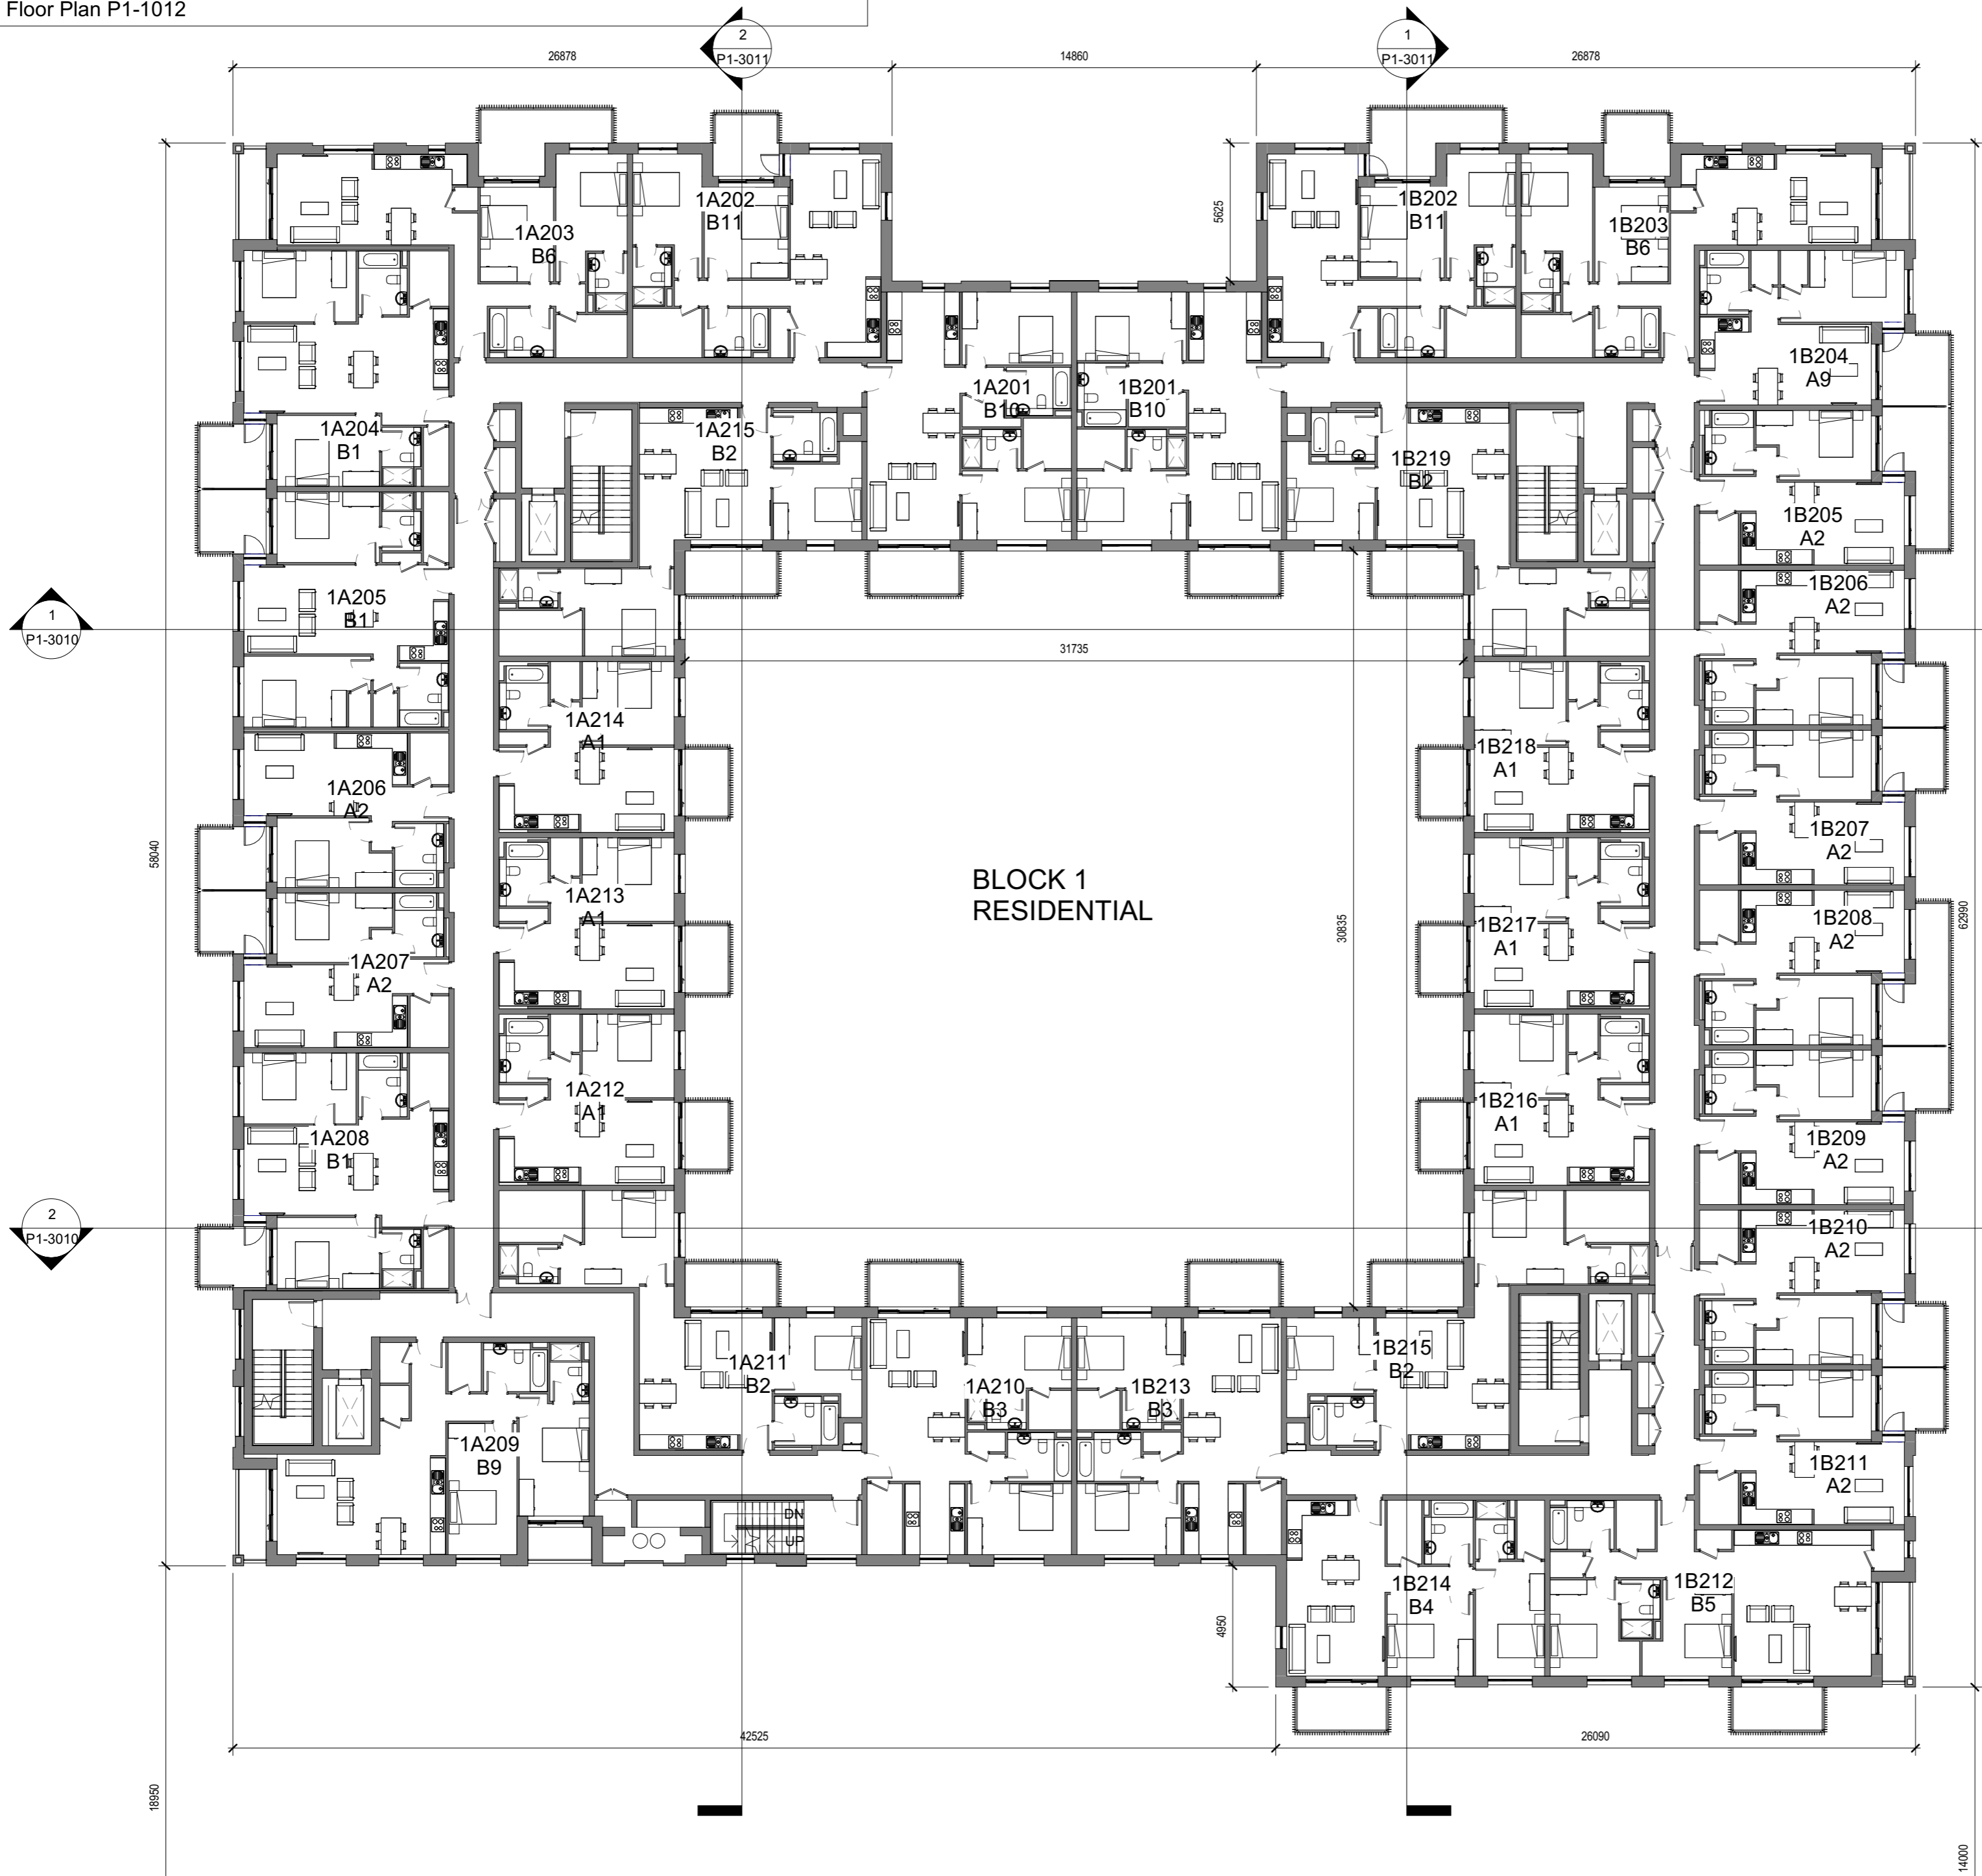 Floor Plan P1-1012
2
P1-3011
1
P1-3011
26878
14860
26878
5625
1A202
B11
1A203
B6
1B202
B11
1B203
B6
1B204
A9
1A201
B10
1B201
B10
1A204
B1
1A215
B2
1B219
B2
1B205
A2
1B206
A2
1
P1-3010
1A205
B1
31735
1A214
A1
1B218
A1
1A206
A2
1B207
A2
58040
BLOCK 1
RESIDENTIAL
30835
62990
1A213
A1
1B217
A1
1B208
A2
1A207
A2
1A212
A1
1B216
A1
1A208
B1
1B209
A2
2
P1-3010
1B210
A2
1A211
B2
1A210
B3
1B213
B3
1B215
B2
1A209
B9
1B211
A2
DN
UP
1B214
B4
1B212
B5
4950
42525
26090
18950
14000